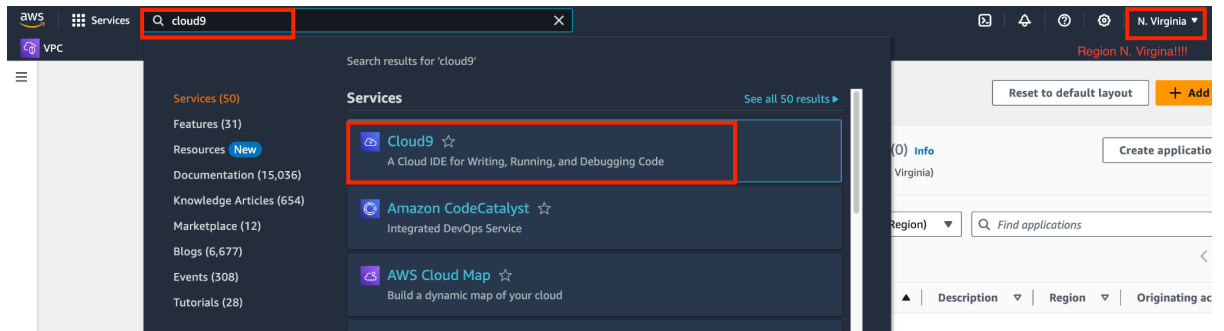 aws
Services
cloud9
N. Virginia
VPC
Region N. Virgina!!!!
Search results for 'cloud9'
Services (50)
Features (31)
Resources New
Documentation (15,036)
Knowledge Articles (654)
Marketplace (12)
Blogs (6,677)
Events (308)
Tutorials (28)
Services
See all 50 results
Cloud9
A Cloud IDE for Writing, Running, and Debugging Code
Amazon CodeCatalyst
Integrated DevOps Service
AWS Cloud Map
Build a dynamic map of your cloud
Reset to default layout
+ Add
(0) Info
Create applicatio
Virginia)
Region)
Find applications
Description
Region
Originating ac